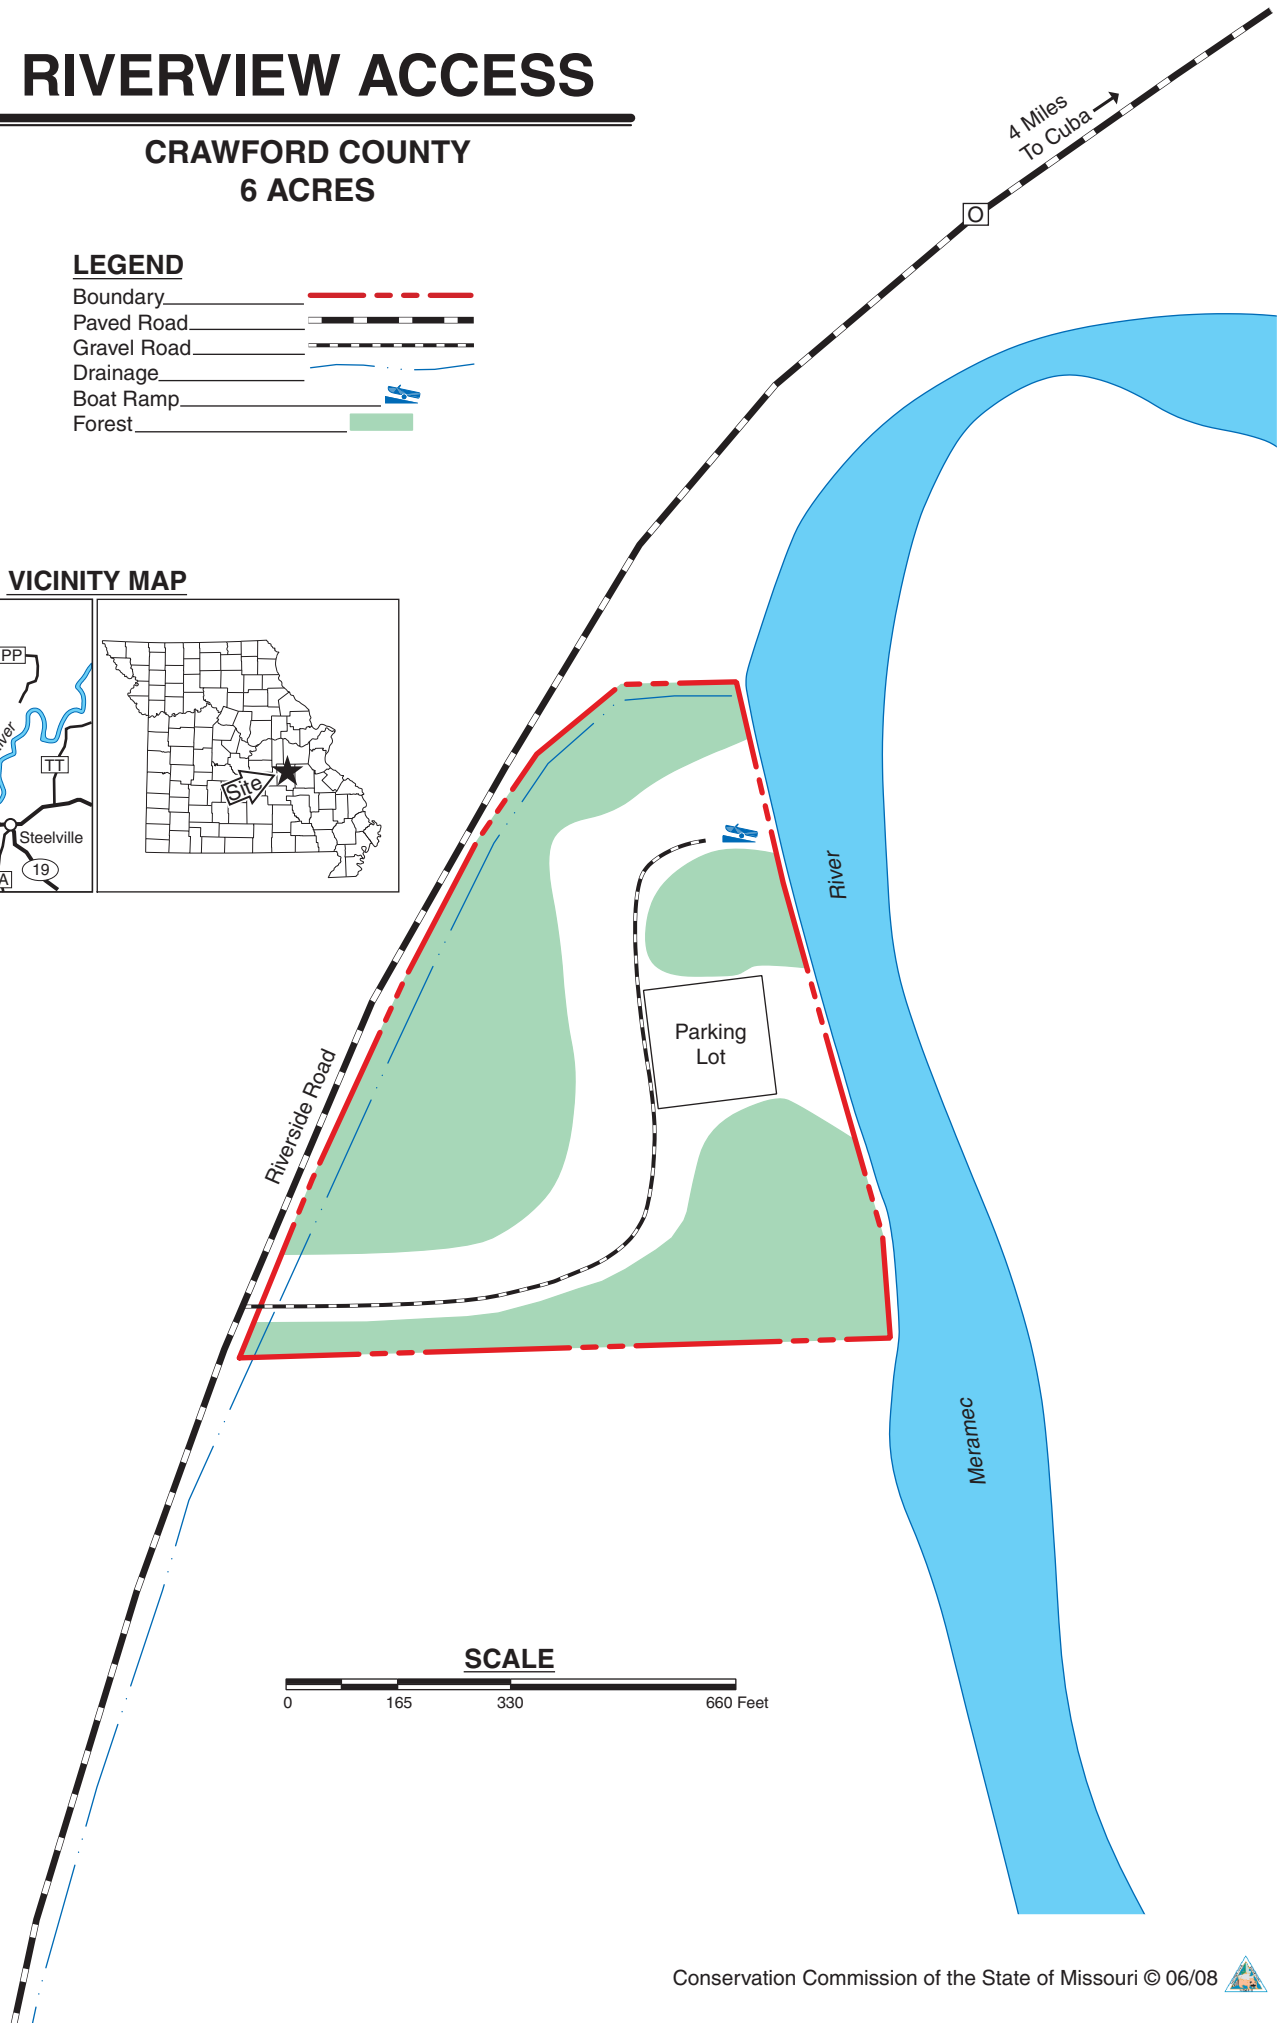 RIVERVIEW ACCESS
CRAWFORD COUNTY
6 ACRES
4 Miles
To Cuba
O
LEGEND
Boundary
Paved Road
Gravel Road
Drainage
Boat Ramp
Forest
VICINITY MAP
PP
TT
Site
Steelville
19
River
Parking
Lot
Riverside Road
Meramec
SCALE
0 165 330 660 Feet
Conservation Commission of the State of Missouri © 06/08